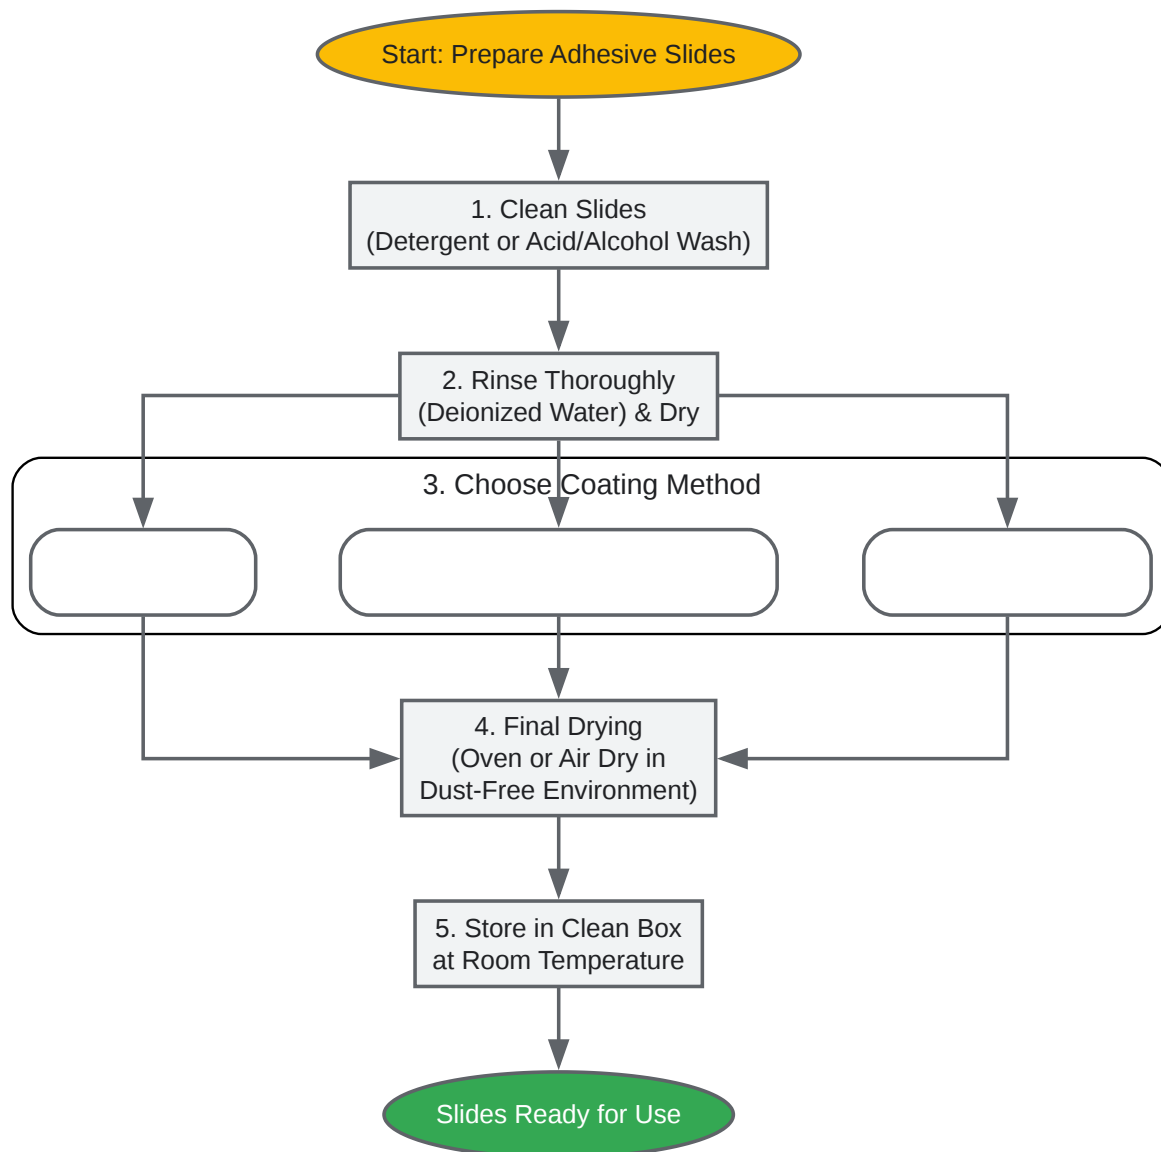 Start: Prepare Adhesive Slides
1. Clean Slides
(Detergent or Acid/Alcohol Wash)
2. Rinse Thoroughly
(Deionized Water) & Dry
3. Choose Coating Method
4. Final Drying
(Oven or Air Dry in
Dust-Free Environment)
5. Store in Clean Box
at Room Temperature
Slides Ready for Use